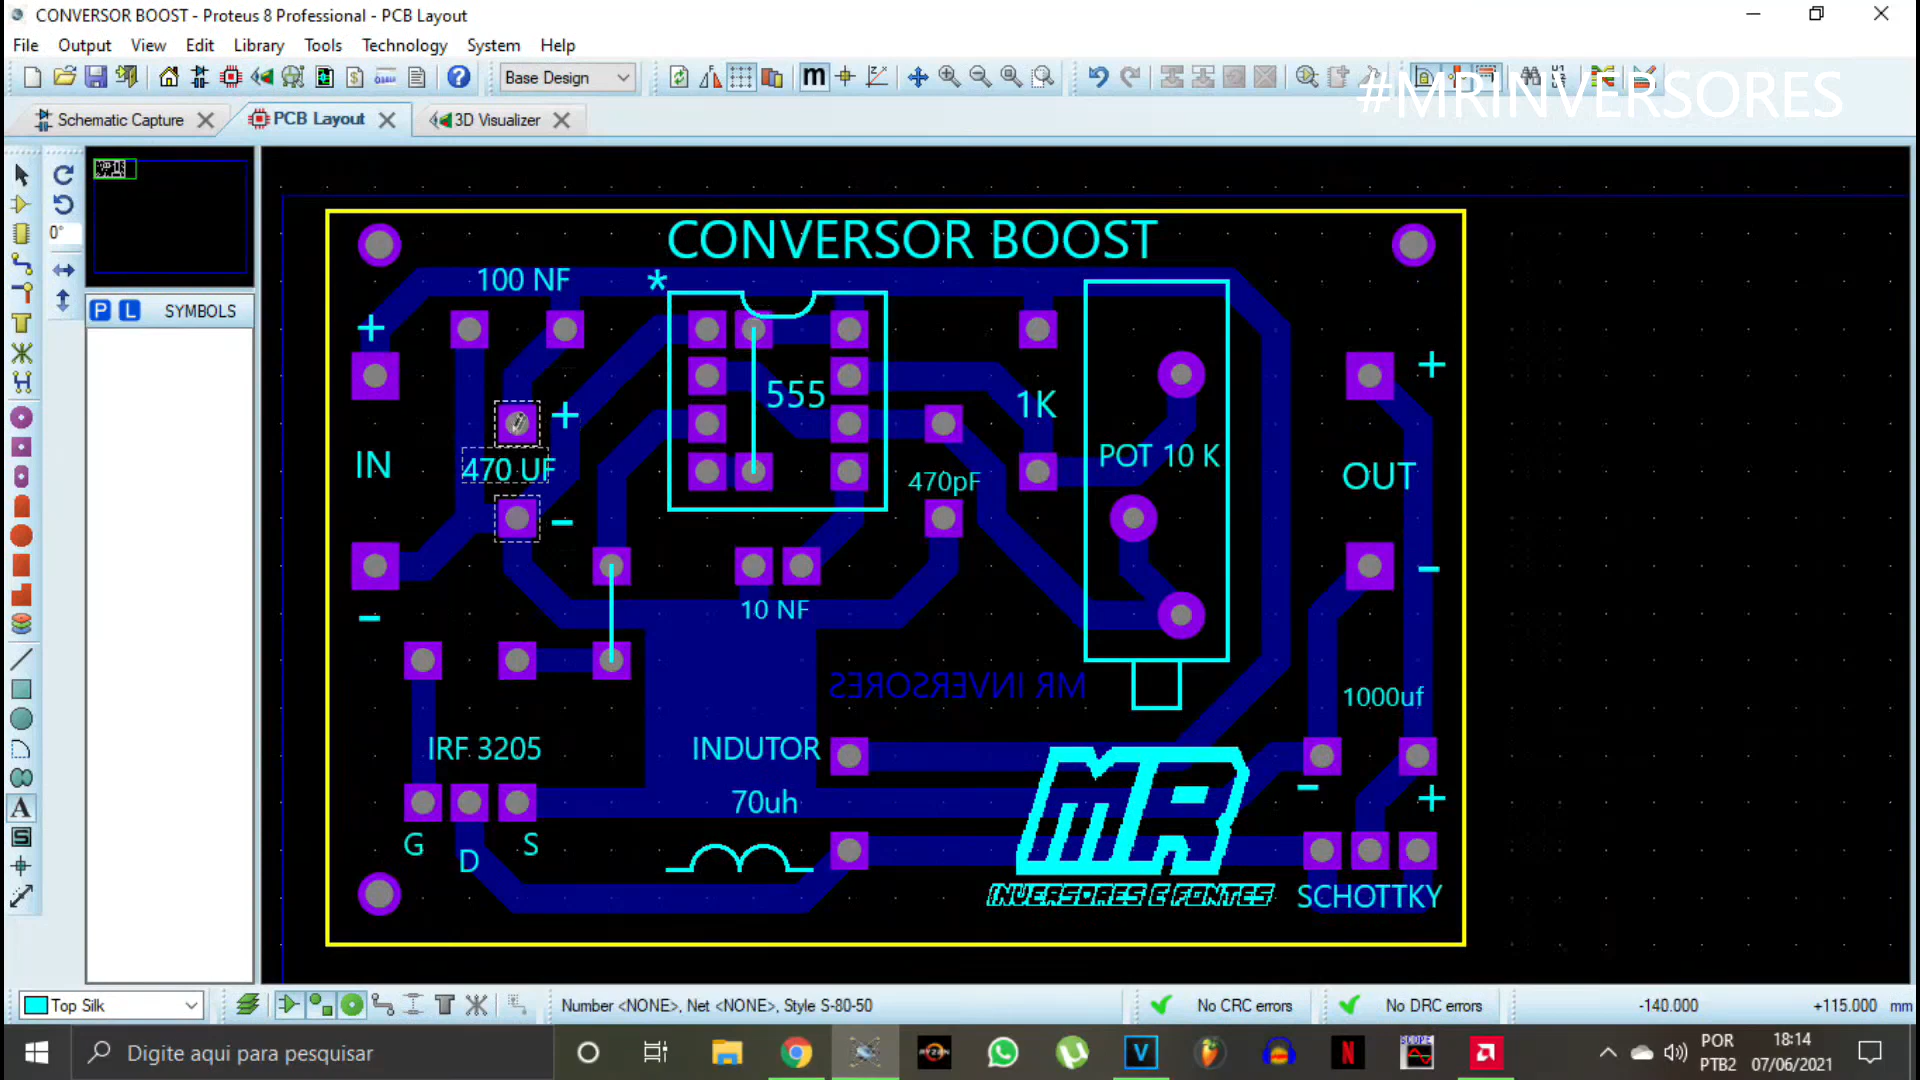 CONVERSOR BOOST - Proteus 8 Professional - PCB Layout
File Output View Edit Library Tools Technology System Help
Base Design
m
#MRINVERSORES
Schematic Capture
PCB Layout
3D Visualizer
0°
P L SYMBOLS
CONVERSOR BOOST
100 NF
*
+
+
555
1K
+
IN
470 UF
470pF
POT 10 K
OUT
-
-
10 NF
-
MR INVERSORES
1000uf
IRF 3205
INDUTOR
70uh
-
+
G
D
S
MR
INVERSORES E FONTES
SCHOTTKY
A
S
Top Silk
Number <NONE>, Net <NONE>, Style S-80-50
No CRC errors
No DRC errors
-140.000
+115.000
mm
Digite aqui para pesquisar
RYZEN
V
N
SCOPE
POR
PTB2
18:14
07/06/2021